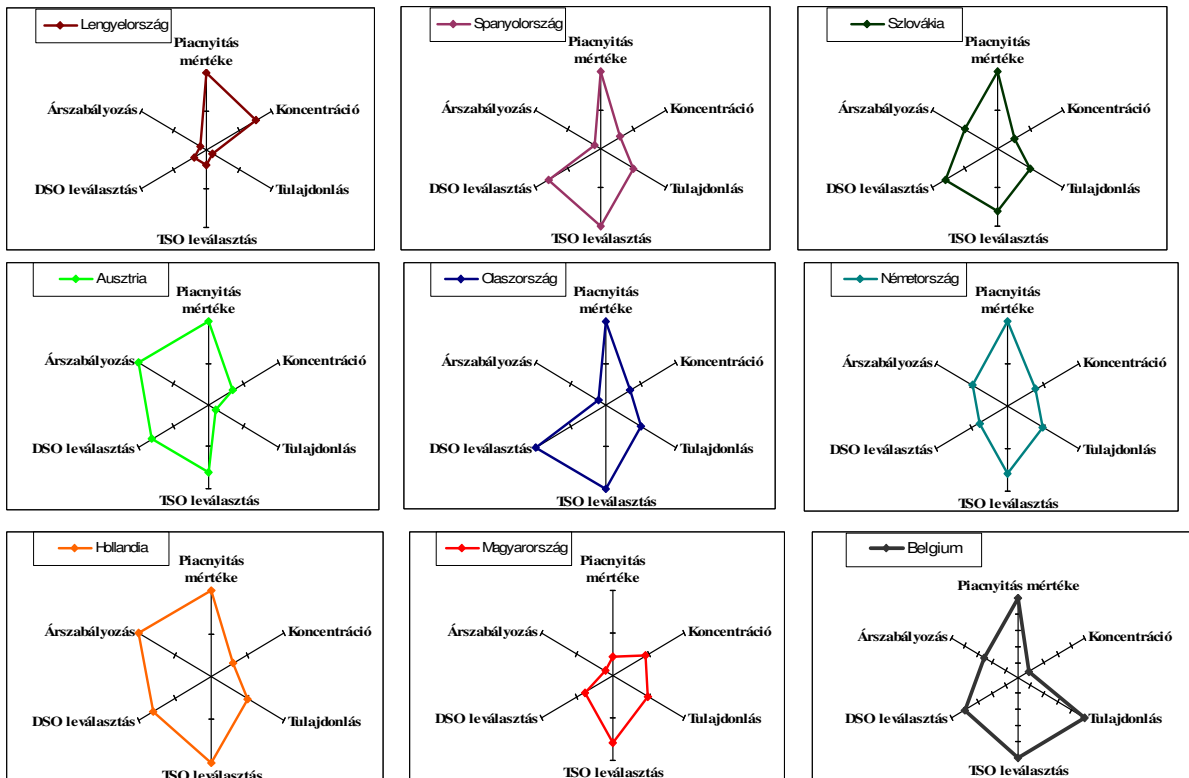 Lengyelország
Piacnyitás
mértéke
Árszabályozás
Koncentráció
DSO leválasztás
Tulajdonlás
TSO leválasztás
Spanyolország
Piacnyitás
mértéke
Árszabályozás
Koncentráció
DSO leválasztás
Tulajdonlás
TSO leválasztás
Szlovákia
Piacnyitás
mértéke
Árszabályozás
Koncentráció
DSO leválasztás
Tulajdonlás
TSO leválasztás
Ausztria
Piacnyitás
mértéke
Árszabályozás
Koncentráció
DSO leválasztás
Tulajdonlás
TSO leválasztás
Olaszország
Piacnyitás
mértéke
Árszabályozás
Koncentráció
DSO leválasztás
Tulajdonlás
TSO leválasztás
Németország
Piacnyitás
mértéke
Árszabályozás
Koncentráció
DSO leválasztás
Tulajdonlás
TSO leválasztás
Hollandia
Piacnyitás
mértéke
Árszabályozás
Koncentráció
DSO leválasztás
Tulajdonlás
TSO leválasztás
Magyarország
Piacnyitás
mértéke
Árszabályozás
Koncentráció
DSO leválasztás
Tulajdonlás
TSO leválasztás
Belgium
Piacnyitás mértéke
Árszabályozás
Koncentráció
DSO leválasztás
Tulajdonlás
TSO leválasztás